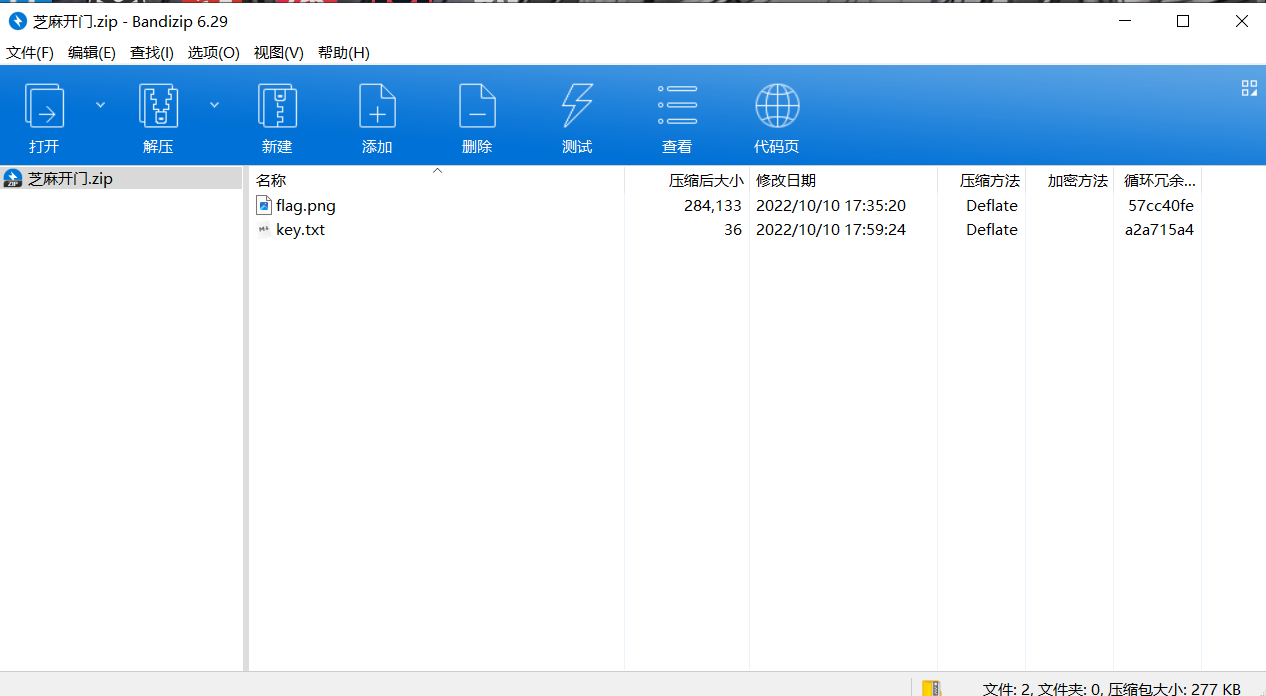 芝麻开门.zip - Bandizip 6.29
文件(F) 编辑(E) 查找(I) 选项(O) 视图(V) 帮助(H)
打开 解压 新建 添加 删除 测试 查看 代码页
芝麻开门.zip
名称 压缩后大小 修改日期 压缩方法 加密方法 循环冗余...
flag.png 284,133 2022/10/10 17:35:20 Deflate 57cc40fe
key.txt 36 2022/10/10 17:59:24 Deflate a2a715a4
文件: 2, 文件夹: 0, 压缩包大小: 277 KB